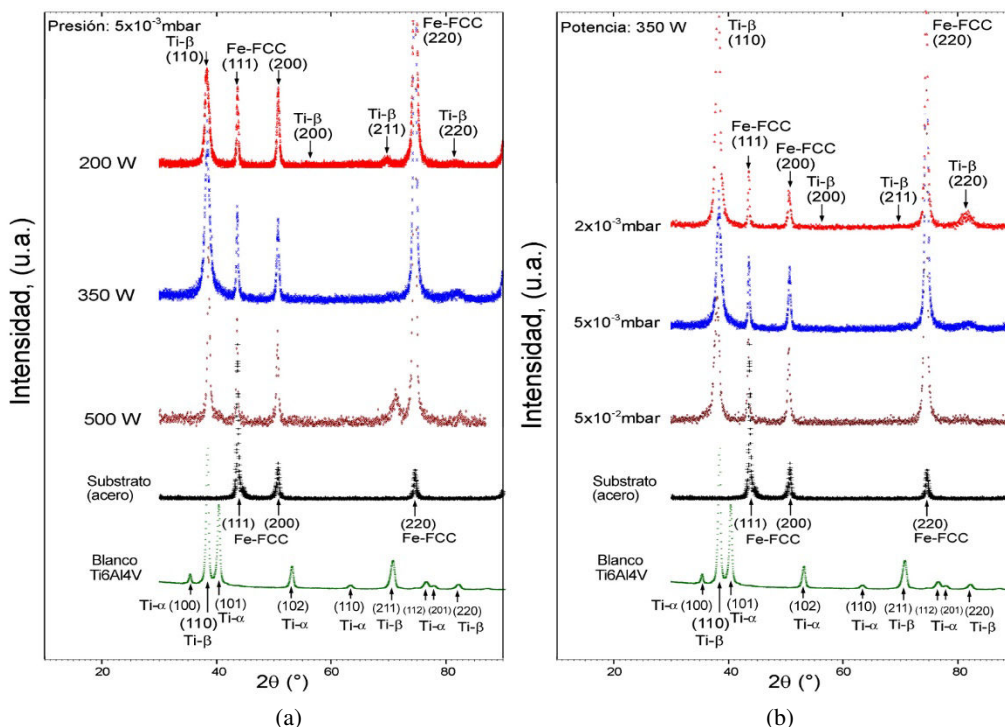 Presión: 5x10⁻³mbar
Ti-β
(110)
Fe-FCC
(111) (200)
Fe-FCC
(220)
Ti-β
(200)
Ti-β
(211)
Ti-β
(220)
200 W
350 W
500 W
Substrato
(acero)
(111) (200) (220)
Fe-FCC Fe-FCC
Blanco
Ti6Al4V
Ti-α (100)
(110)
Ti-β
(101)
Ti-α
(102)
Ti-α
(110)
Ti-α
(211)
Ti-β
(112) (201)
Ti-α
(220)
Ti-β
Intensidad, (u.a.)
20 40 60 80
2θ (°)
(a)
Potencia: 350 W
Ti-β
(110)
Fe-FCC
(220)
Fe-FCC
(111)
Fe-FCC
(200)
Ti-β
(200)
Ti-β
(211)
Ti-β
(220)
2x10⁻³mbar
5x10⁻³mbar
5x10⁻²mbar
Substrato
(acero)
(111) (200) (220)
Fe-FCC Fe-FCC
Blanco
Ti6Al4V
Ti-α (100)
(110)
Ti-β
(101)
Ti-α
(102)
Ti-α
(110)
Ti-α
(211)
Ti-β
(112) (201)
Ti-α
(220)
Ti-β
Intensidad, (u.a.)
20 40 60 80
2θ (°)
(b)